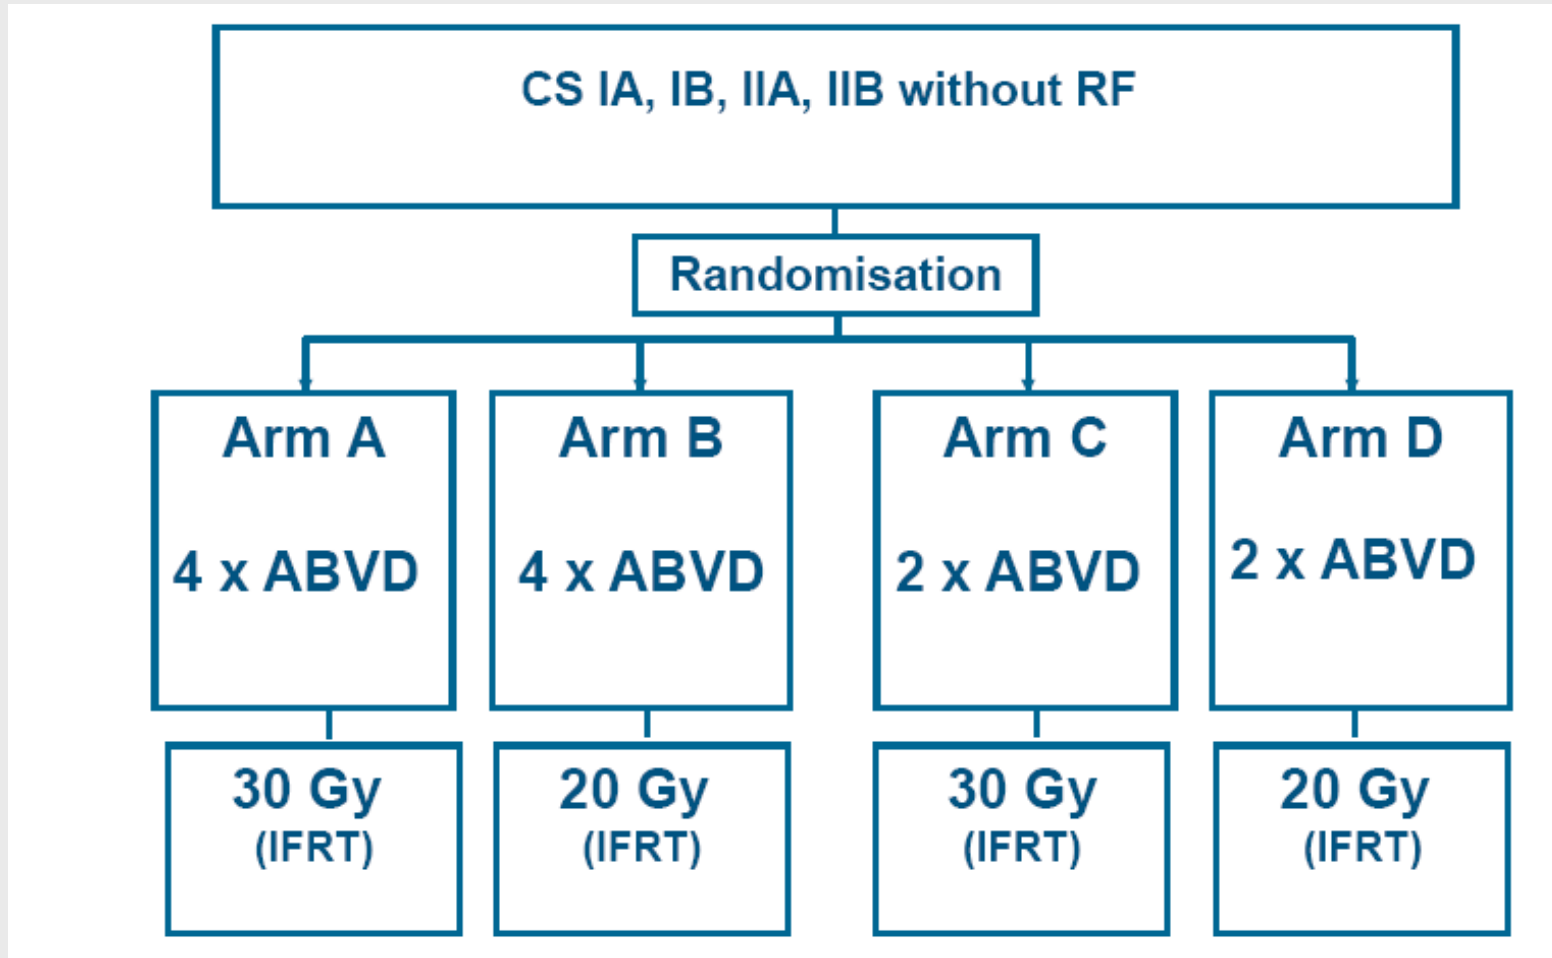 CS IA, IB, IIA, IIB without RF
Randomisation
Arm A
4 x ABVD
30 Gy
(IFRT)
Arm B
4 x ABVD
20 Gy
(IFRT)
Arm C
2 x ABVD
30 Gy
(IFRT)
Arm D
2 x ABVD
20 Gy
(IFRT)